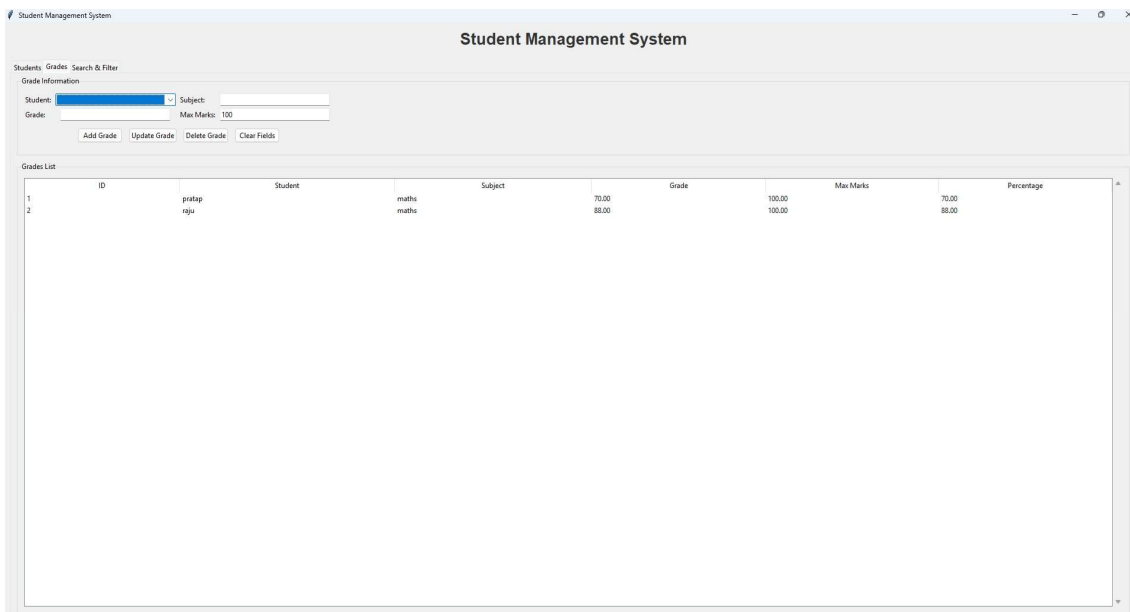 Student Management System
Student Management System
Students Grades Search & Filter
Grade Information
Student: Subject:
Grade: Max Marks: 100
Add Grade Update Grade Delete Grade Clear Fields
Grades List
ID Student Subject Grade Max Marks Percentage
1 pratap maths 70.00 100.00 70.00
2 raju maths 88.00 100.00 88.00